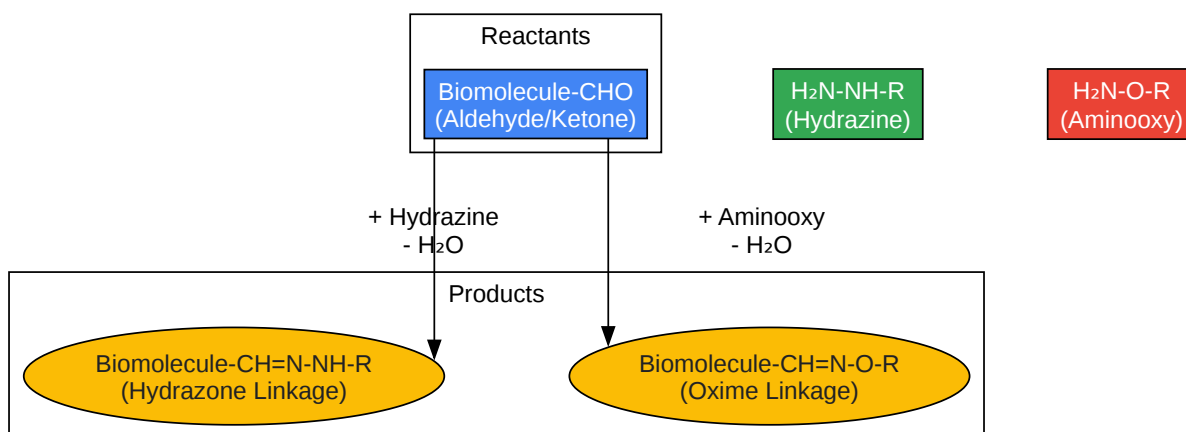 Reactants
Biomolecule-CHO
(Aldehyde/Ketone)
H₂N-NH-R
(Hydrazine)
H₂N-O-R
(Aminooxy)
+ Hydrazine
- H₂O
+ Aminooxy
- H₂O
Products
Biomolecule-CH=N-NH-R
(Hydrazone Linkage)
Biomolecule-CH=N-O-R
(Oxime Linkage)